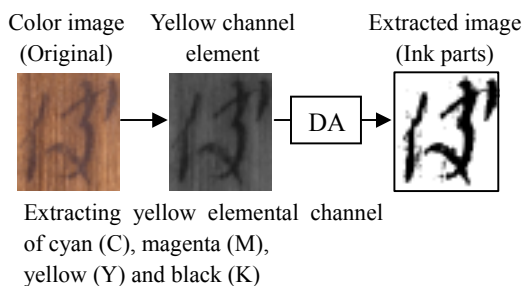 Color image
(Original)
Yellow channel
element
Extracted image
(Ink parts)
DA
Extracting yellow elemental channel
of cyan (C), magenta (M),
yellow (Y) and black (K)